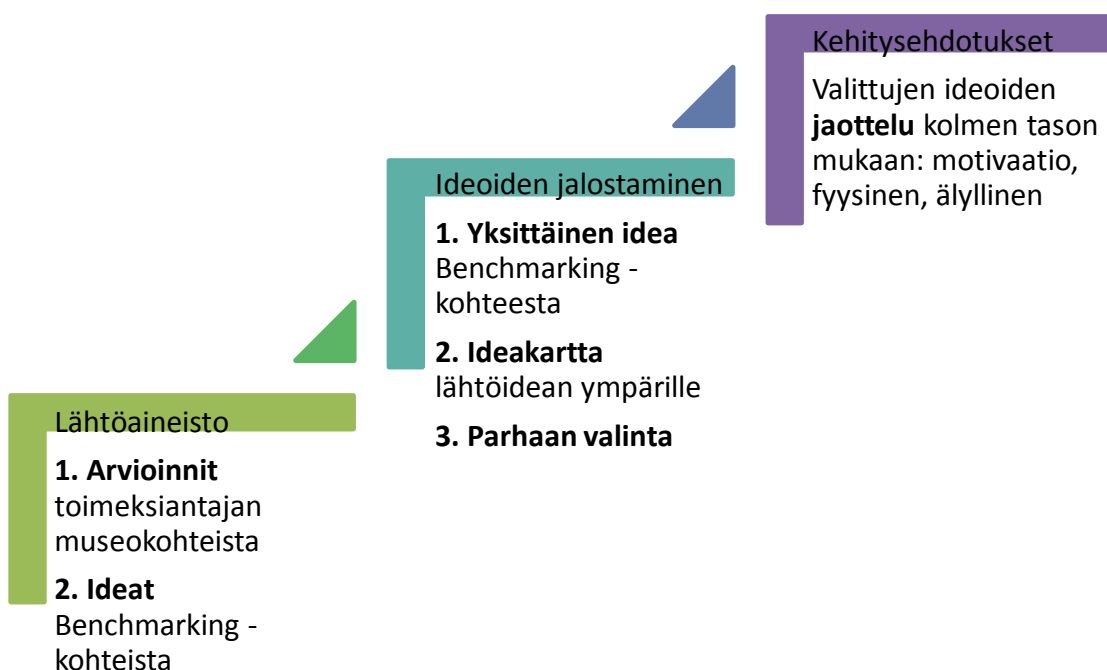 Lähtöaineisto
1. Arvioinnit
toimeksiantajan
museokohteista
2. Ideat
Benchmarking -
kohteista
Ideoiden jalostaminen
1. Yksittäinen idea
Benchmarking -
kohteesta
2. Ideakartta
lähtöidean ympärille
3. Parhaan valinta
Kehitysehdotukset
Valittujen ideoiden
jaottelu kolmen tason
mukaan: motivaatio,
fyysinen, älyllinen